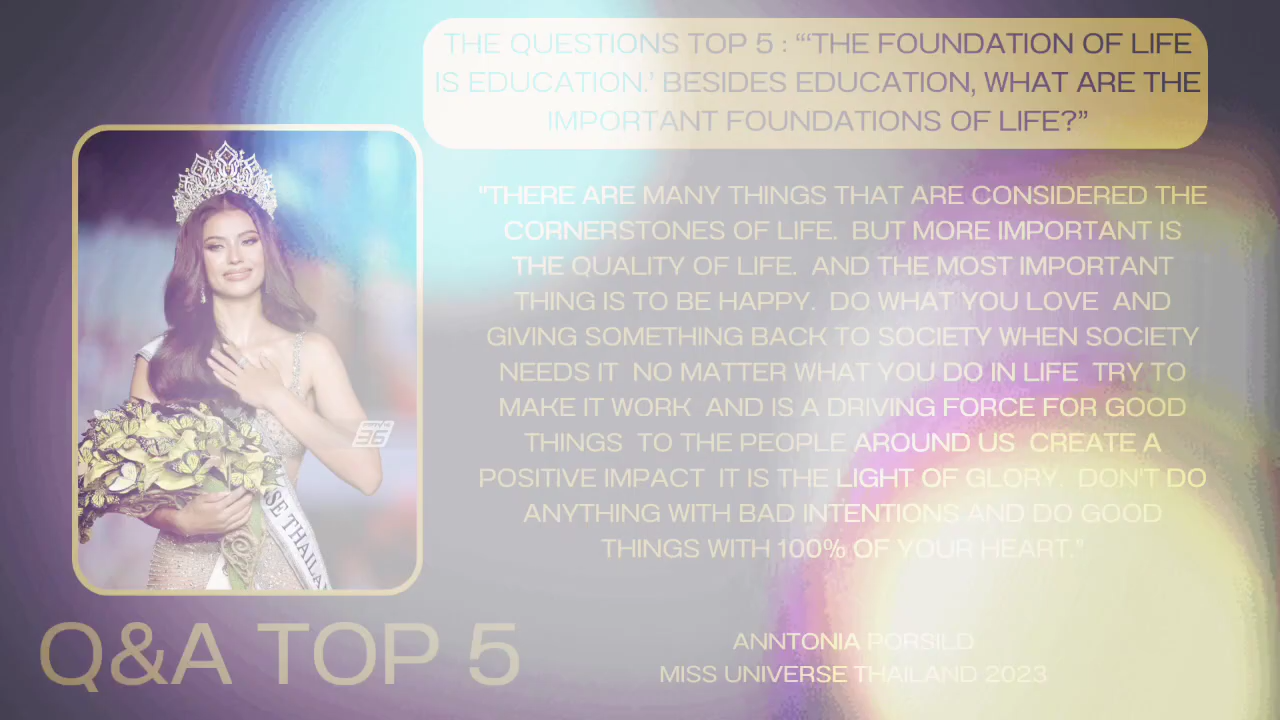 THE QUESTIONS TOP 5 : “‘THE FOUNDATION OF LIFE
IS EDUCATION.’ BESIDES EDUCATION, WHAT ARE THE
IMPORTANT FOUNDATIONS OF LIFE?”
"THERE ARE MANY THINGS THAT ARE CONSIDERED THE
CORNERSTONES OF LIFE. BUT MORE IMPORTANT IS
THE QUALITY OF LIFE. AND THE MOST IMPORTANT
THING IS TO BE HAPPY. DO WHAT YOU LOVE AND
GIVING SOMETHING BACK TO SOCIETY WHEN SOCIETY
NEEDS IT NO MATTER WHAT YOU DO IN LIFE TRY TO
MAKE IT WORK AND IS A DRIVING FORCE FOR GOOD
THINGS TO THE PEOPLE AROUND US CREATE A
POSITIVE IMPACT IT IS THE LIGHT OF GLORY. DON'T DO
ANYTHING WITH BAD INTENTIONS AND DO GOOD
THINGS WITH 100% OF YOUR HEART."
36
SE THAILA
Q&A TOP 5
ANNTONIA PORSILD
MISS UNIVERSE THAILAND 2023